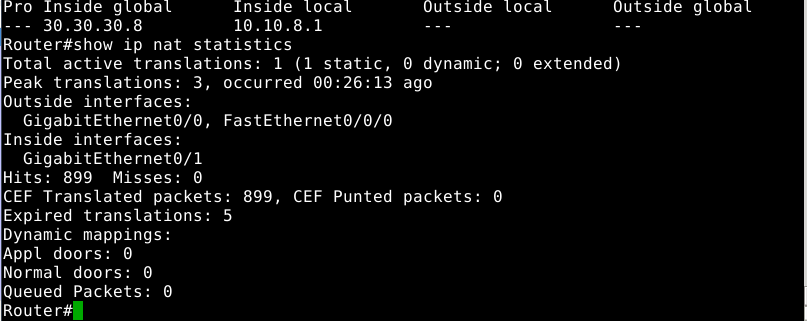 Pro Inside global      Inside local       Outside local      Outside global
--- 30.30.30.8         10.10.8.1          ---                ---
Router#show ip nat statistics
Total active translations: 1 (1 static, 0 dynamic; 0 extended)
Peak translations: 3, occurred 00:26:13 ago
Outside interfaces:
  GigabitEthernet0/0, FastEthernet0/0/0
Inside interfaces:
  GigabitEthernet0/1
Hits: 899  Misses: 0
CEF Translated packets: 899, CEF Punted packets: 0
Expired translations: 5
Dynamic mappings:
Appl doors: 0
Normal doors: 0
Queued Packets: 0
Router#